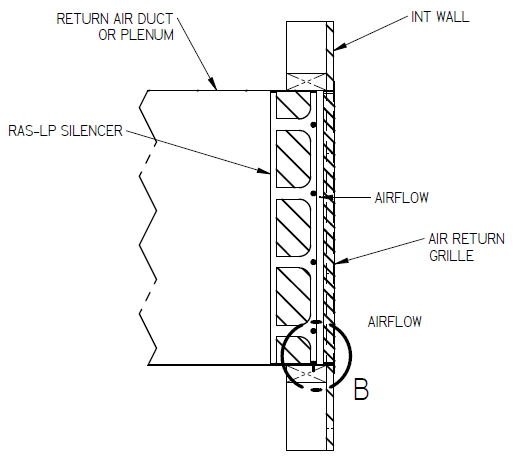 RETURN AIR DUCT
OR PLENUM
INT WALL
RAS-LP SILENCER
AIRFLOW
AIR RETURN
GRILLE
AIRFLOW
B